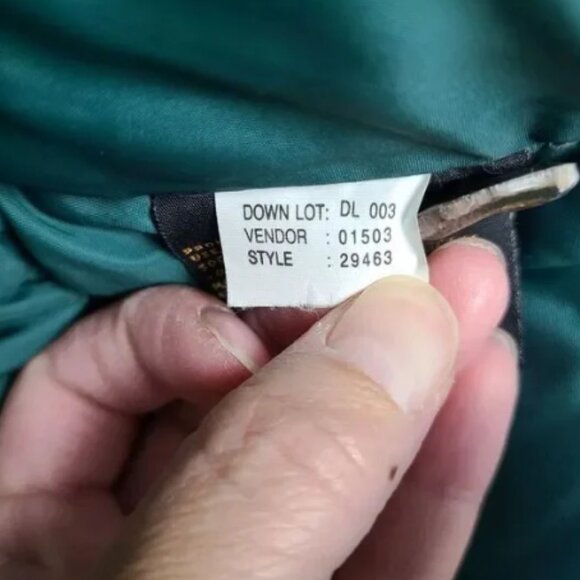 DOWN LOT: DL 003
VENDOR : 01503
STYLE : 29463